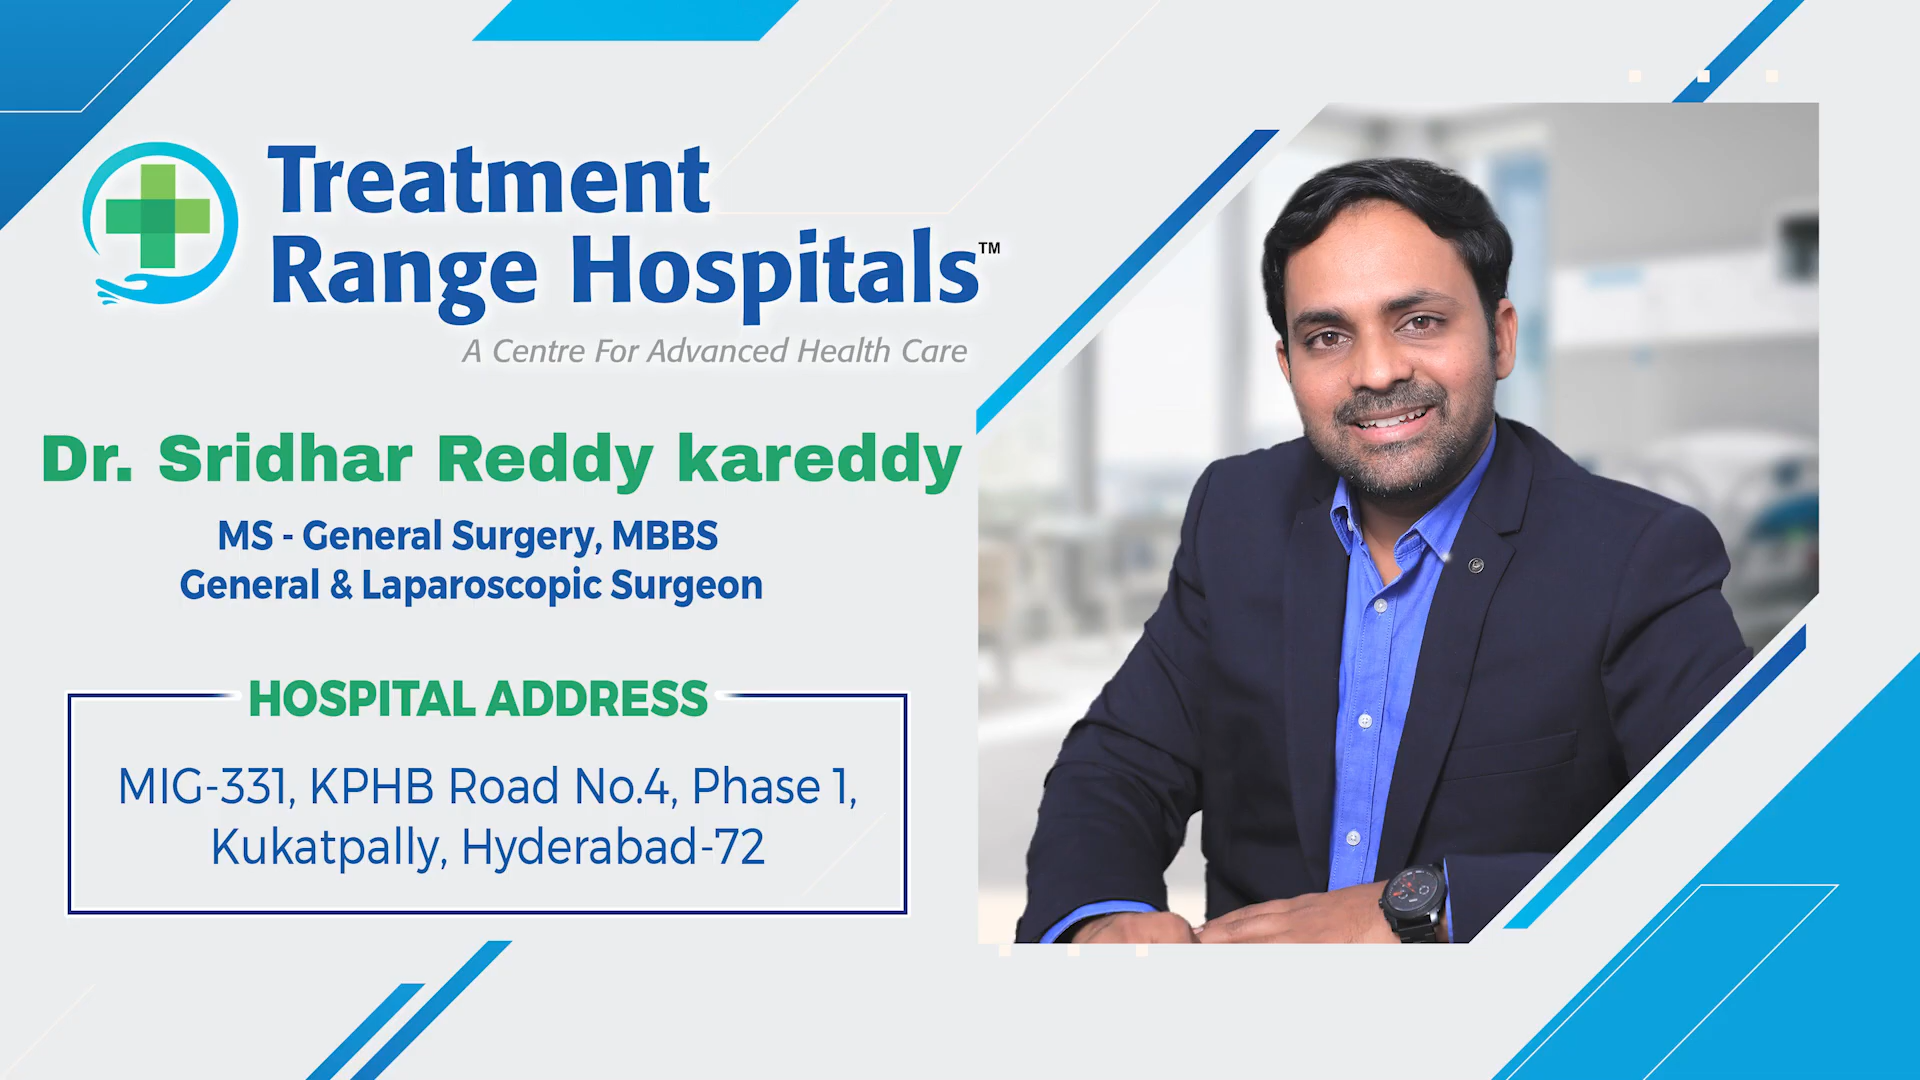 Treatment
Range Hospitals™
A Centre For Advanced Health Care
Dr. Sridhar Reddy kareddy
MS - General Surgery, MBBS
General & Laparoscopic Surgeon
HOSPITAL ADDRESS
MIG-331, KPHB Road No.4, Phase 1,
Kukatpally, Hyderabad-72